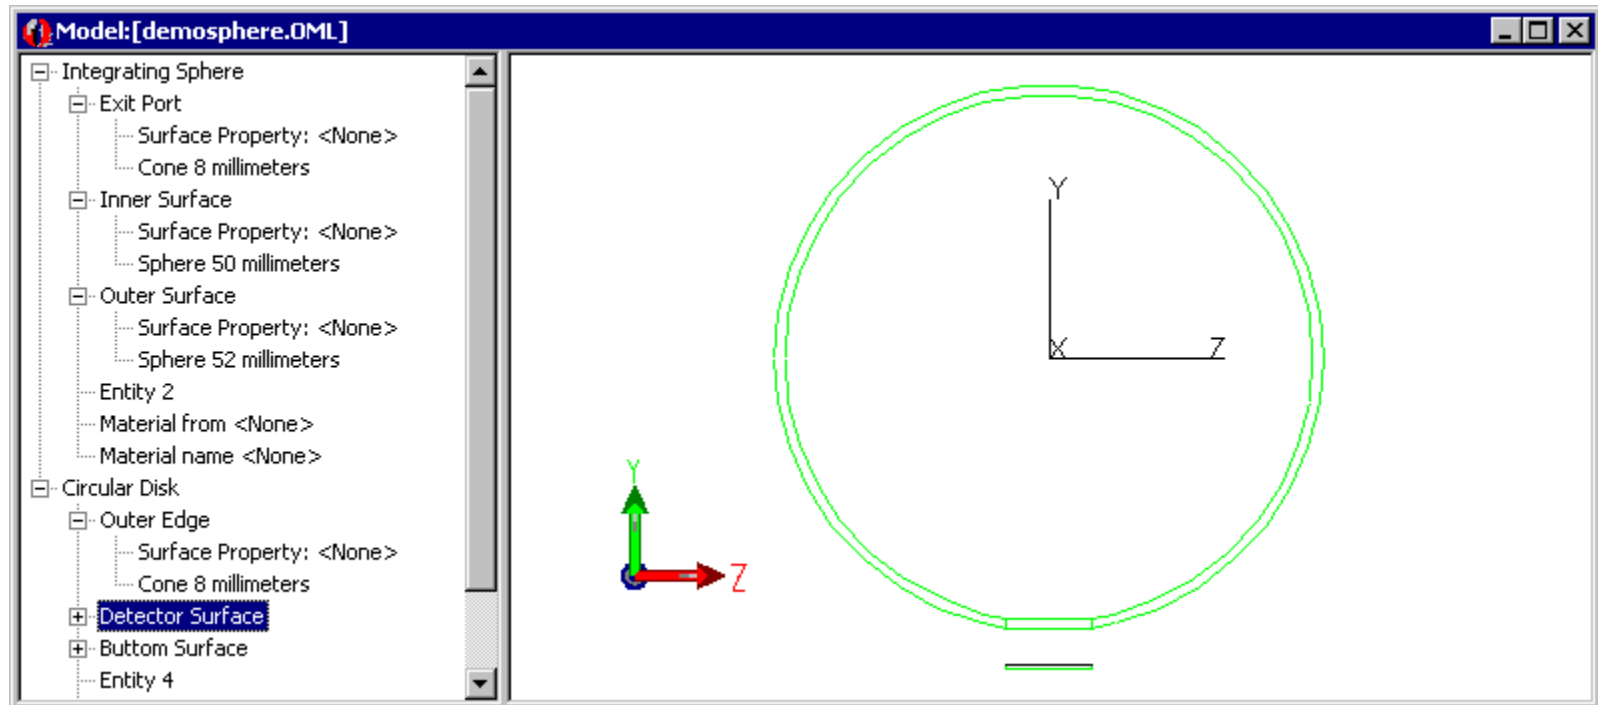 Model:[demosphere.OML]
Integrating Sphere
Exit Port
Surface Property: <None>
Cone 8 millimeters
Inner Surface
Surface Property: <None>
Sphere 50 millimeters
Outer Surface
Surface Property: <None>
Sphere 52 millimeters
Entity 2
Material from <None>
Material name <None>
Circular Disk
Outer Edge
Surface Property: <None>
Cone 8 millimeters
Detector Surface
Buttom Surface
Entity 4
Y
X Z
Y
Z